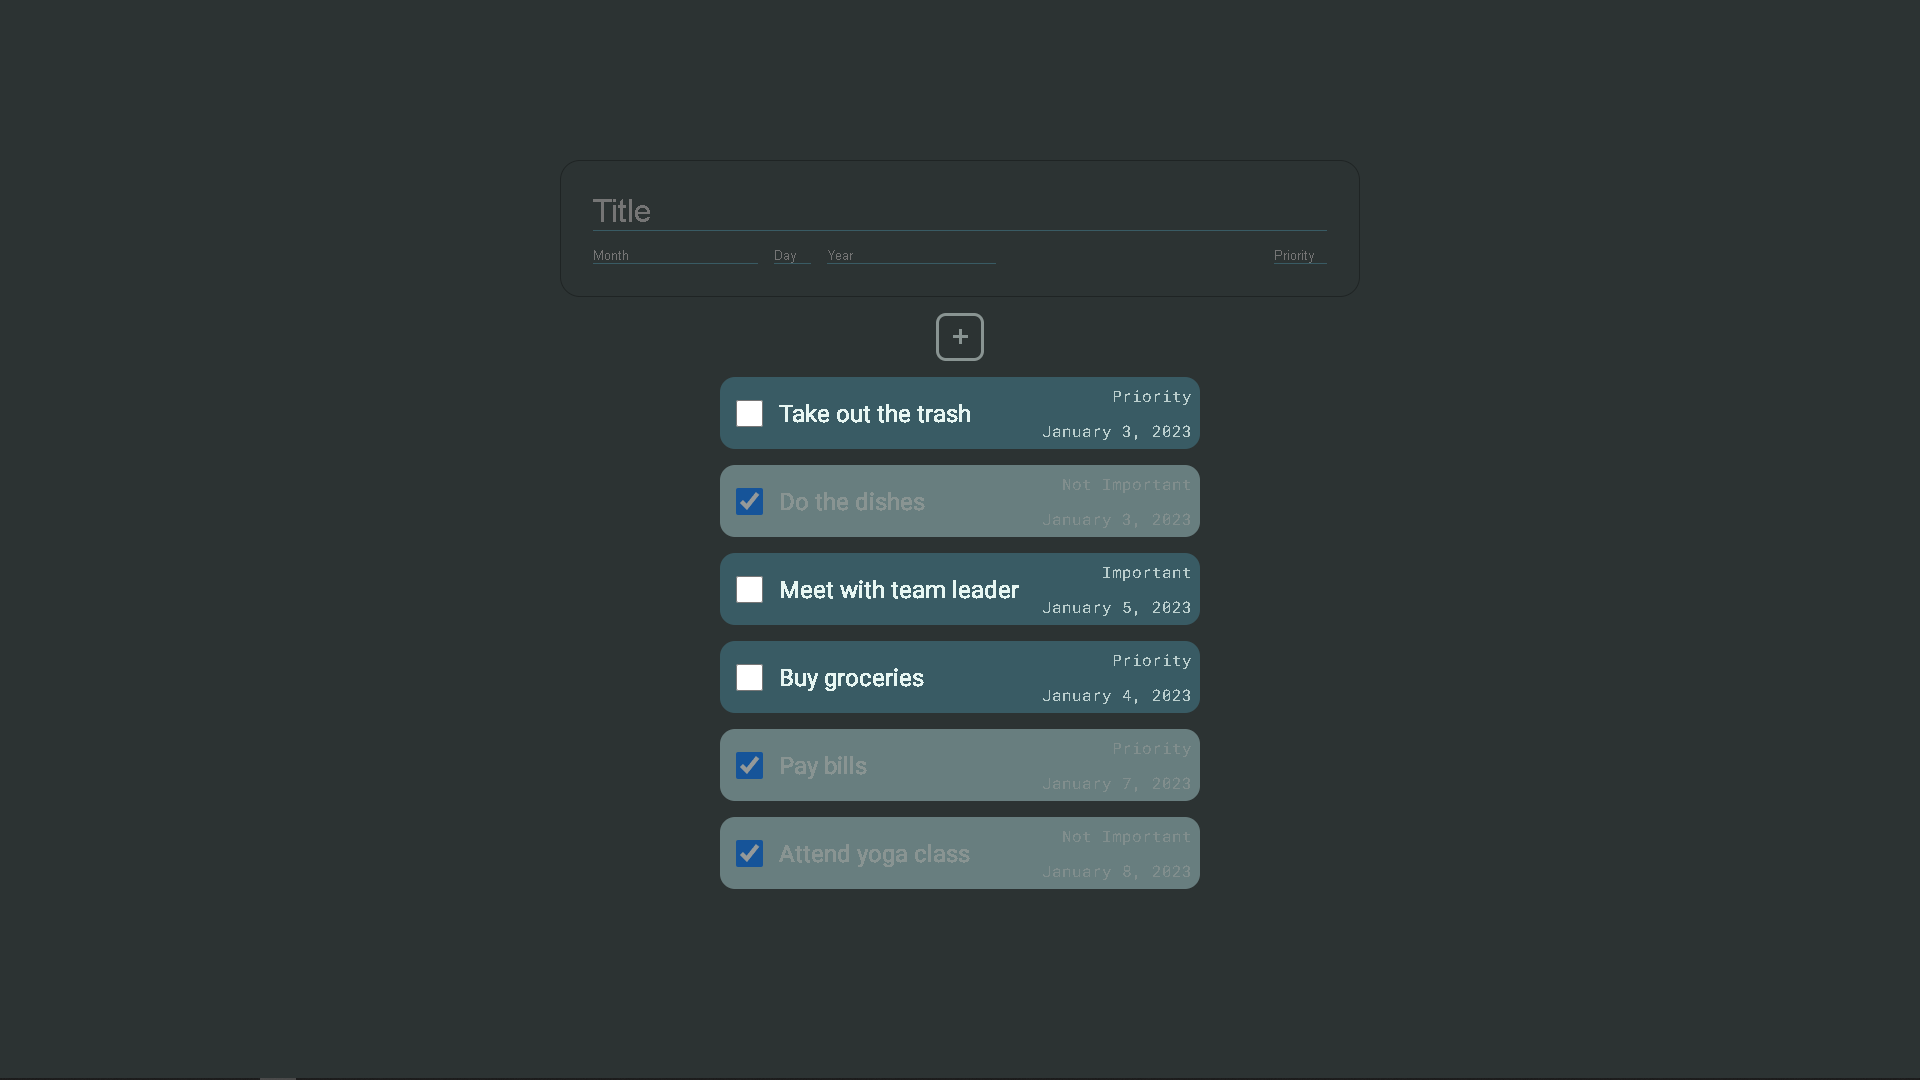 Title
Month Day Year Priority
+
Take out the trash
Priority
January 3, 2023
Do the dishes
Not Important
January 3, 2023
Meet with team leader
Important
January 5, 2023
Buy groceries
Priority
January 4, 2023
Pay bills
Priority
January 7, 2023
Attend yoga class
Not Important
January 8, 2023